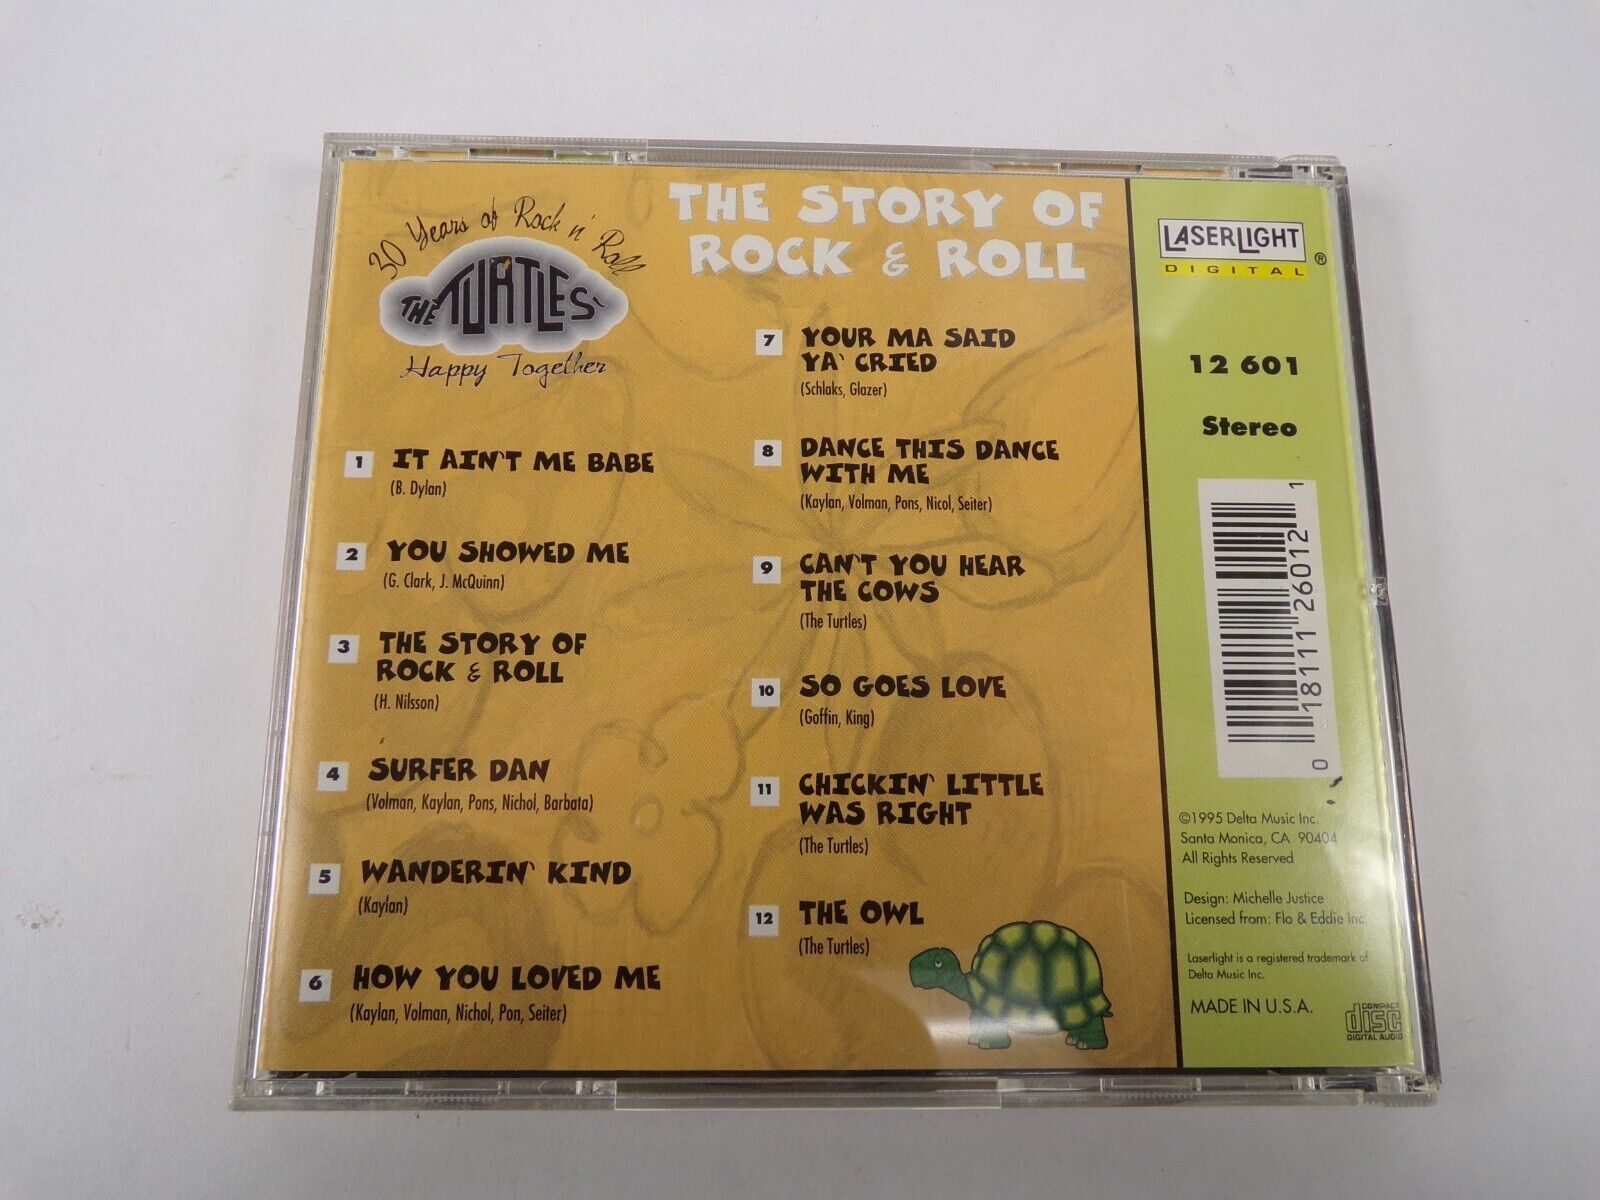 30 Years of Rock n' Roll
THE TURTLES
Happy Together
THE STORY OF
ROCK & ROLL
1 IT AIN'T ME BABE
(B. Dylan)
2 YOU SHOWED ME
(G. Clark, J. McQuinn)
3 THE STORY OF
ROCK & ROLL
(H. Nilsson)
4 SURFER DAN
(Volman, Kaylan, Pons, Nichol, Barbata)
5 WANDERIN' KIND
(Kaylan)
6 HOW YOU LOVED ME
(Kaylan, Volman, Nichol, Pon, Seiter)
7 YOUR MA SAID
YA' CRIED
(Schlaks, Glazer)
8 DANCE THIS DANCE
WITH ME
(Kaylan, Volman, Pons, Nicol, Seiter)
9 CAN'T YOU HEAR
THE COWS
(The Turtles)
10 SO GOES LOVE
(Goffin, King)
11 CHICKIN' LITTLE
WAS RIGHT
(The Turtles)
12 THE OWL
(The Turtles)
LASERLIGHT
DIGITAL ®
12 601
Stereo
0 18111 26012 1
©1995 Delta Music Inc.
Santa Monica, CA 90404
All Rights Reserved
Design: Michelle Justice
Licensed from: Flo & Eddie Inc.
Laserlight is a registered trademark of
Delta Music Inc.
MADE IN U.S.A.
COMPACT
disc
DIGITAL AUDIO